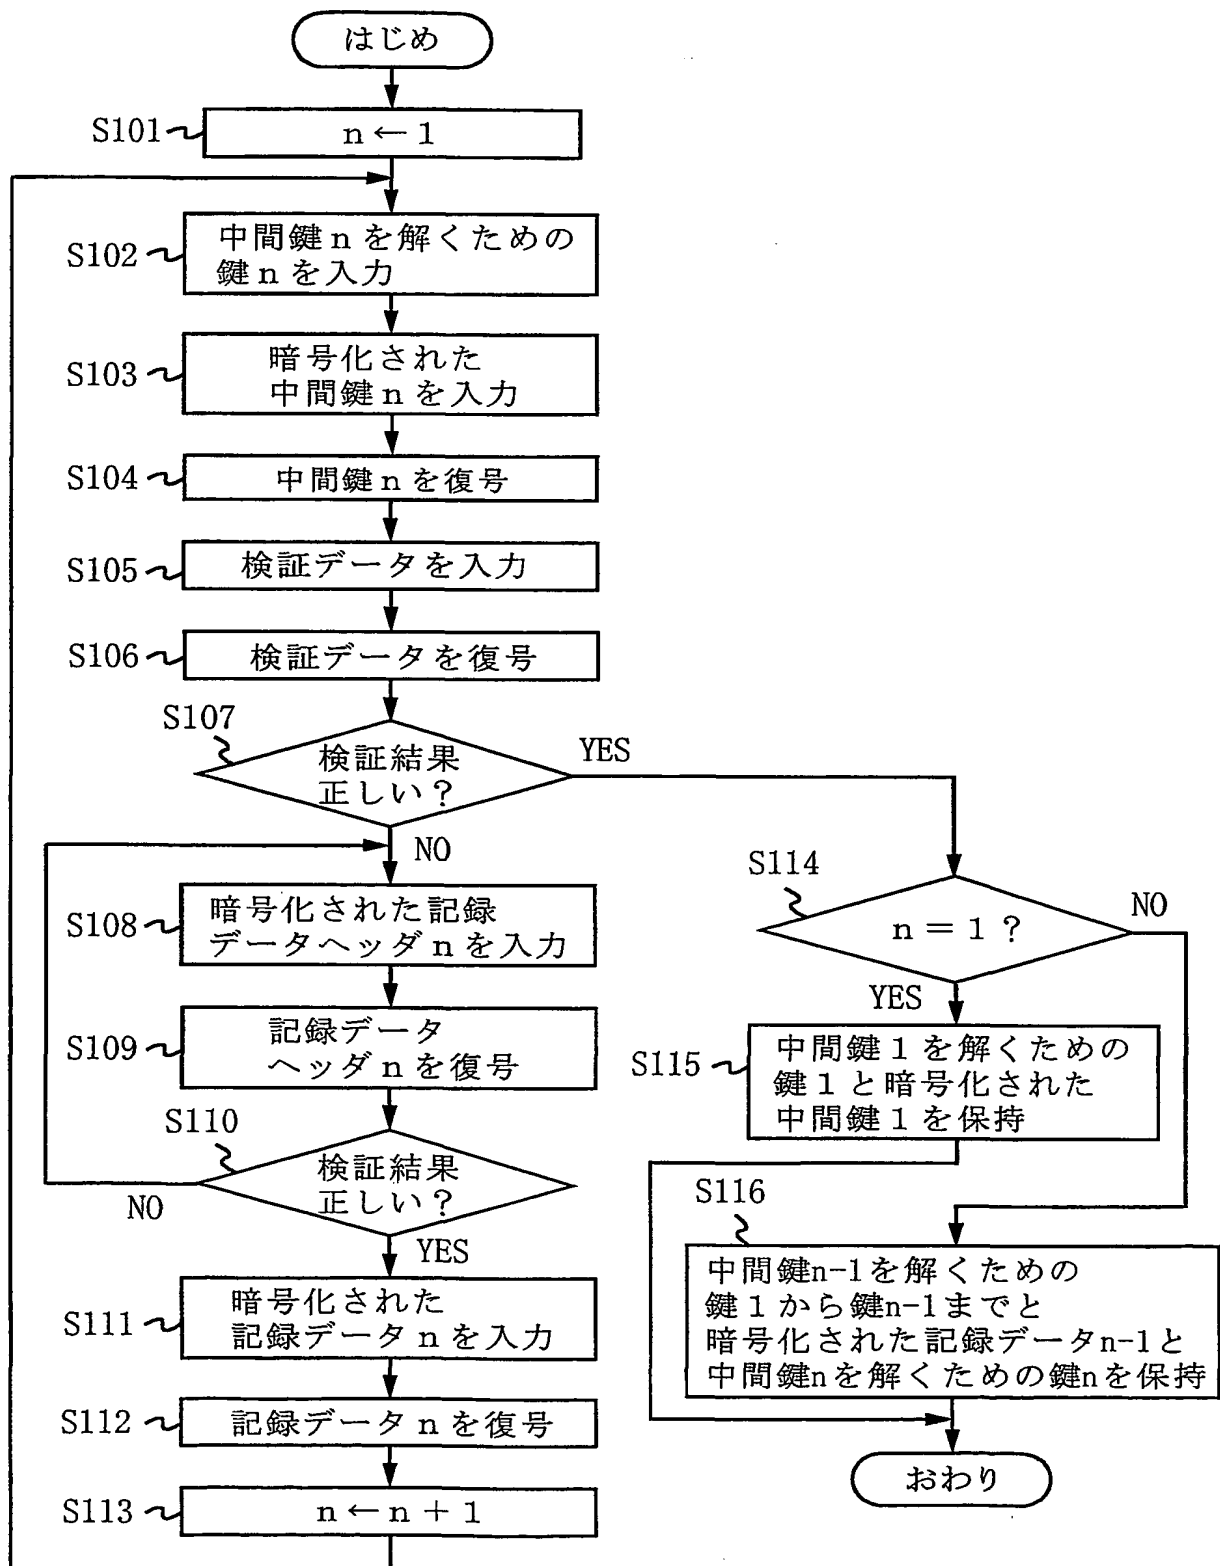 はじめ
S101
n ← 1
S102
中間鍵nを解くための
鍵nを入力
S103
暗号化された
中間鍵nを入力
S104
中間鍵nを復号
S105
検証データを入力
S106
検証データを復号
S107
検証結果
正しい?
YES
NO
S108
暗号化された記録
データヘッダnを入力
S109
記録データ
ヘッダnを復号
S110
検証結果
正しい?
NO
YES
S111
暗号化された
記録データnを入力
S112
記録データnを復号
S113
n ← n + 1
S114
n = 1 ?
NO
YES
S115
中間鍵1を解くための
鍵1と暗号化された
中間鍵1を保持
S116
中間鍵n-1を解くための
鍵1から鍵n-1までと
暗号化された記録データn-1と
中間鍵nを解くための鍵nを保持
おわり